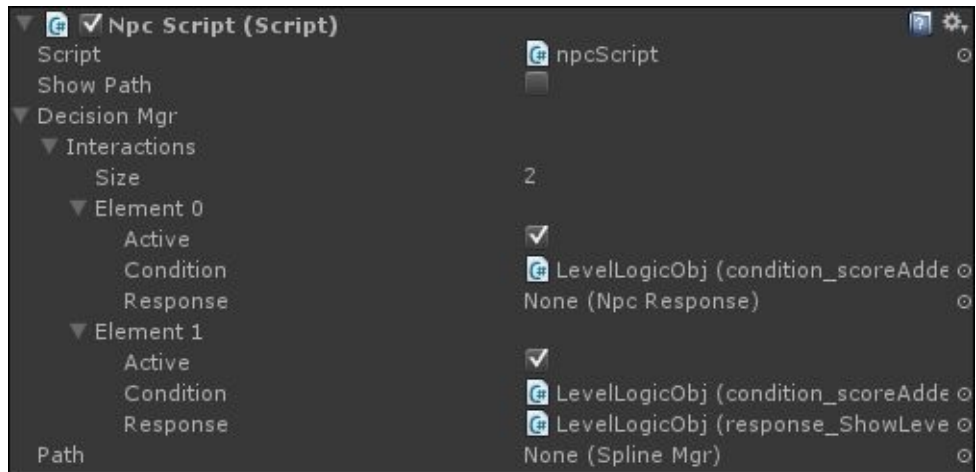 Npc Script (Script)
Script npcScript
Show Path
Decision Mgr
Interactions
Size 2
Element 0
Active
Condition LevelLogicObj (condition_scoreAdde
Response None (Npc Response)
Element 1
Active
Condition LevelLogicObj (condition_scoreAdde
Response LevelLogicObj (response_ShowLeve
Path None (Spline Mgr)